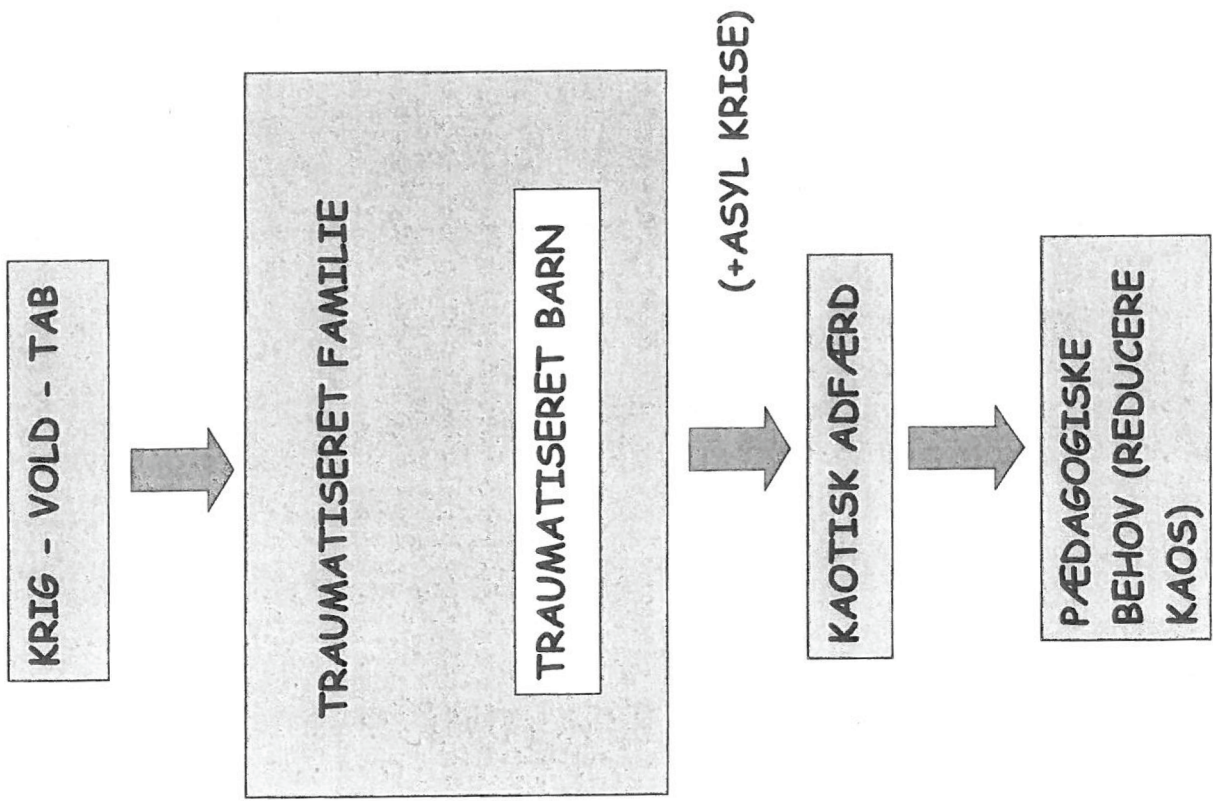 KRIG - VOLD - TAB
TRAUMATISERET FAMILIE
TRAUMATISERET BARN
(+ASYL KRISE)
KAOTISK ADFÆRD
PÆDAGOGISKE
BEHOV (REDUCERE
KAOS)